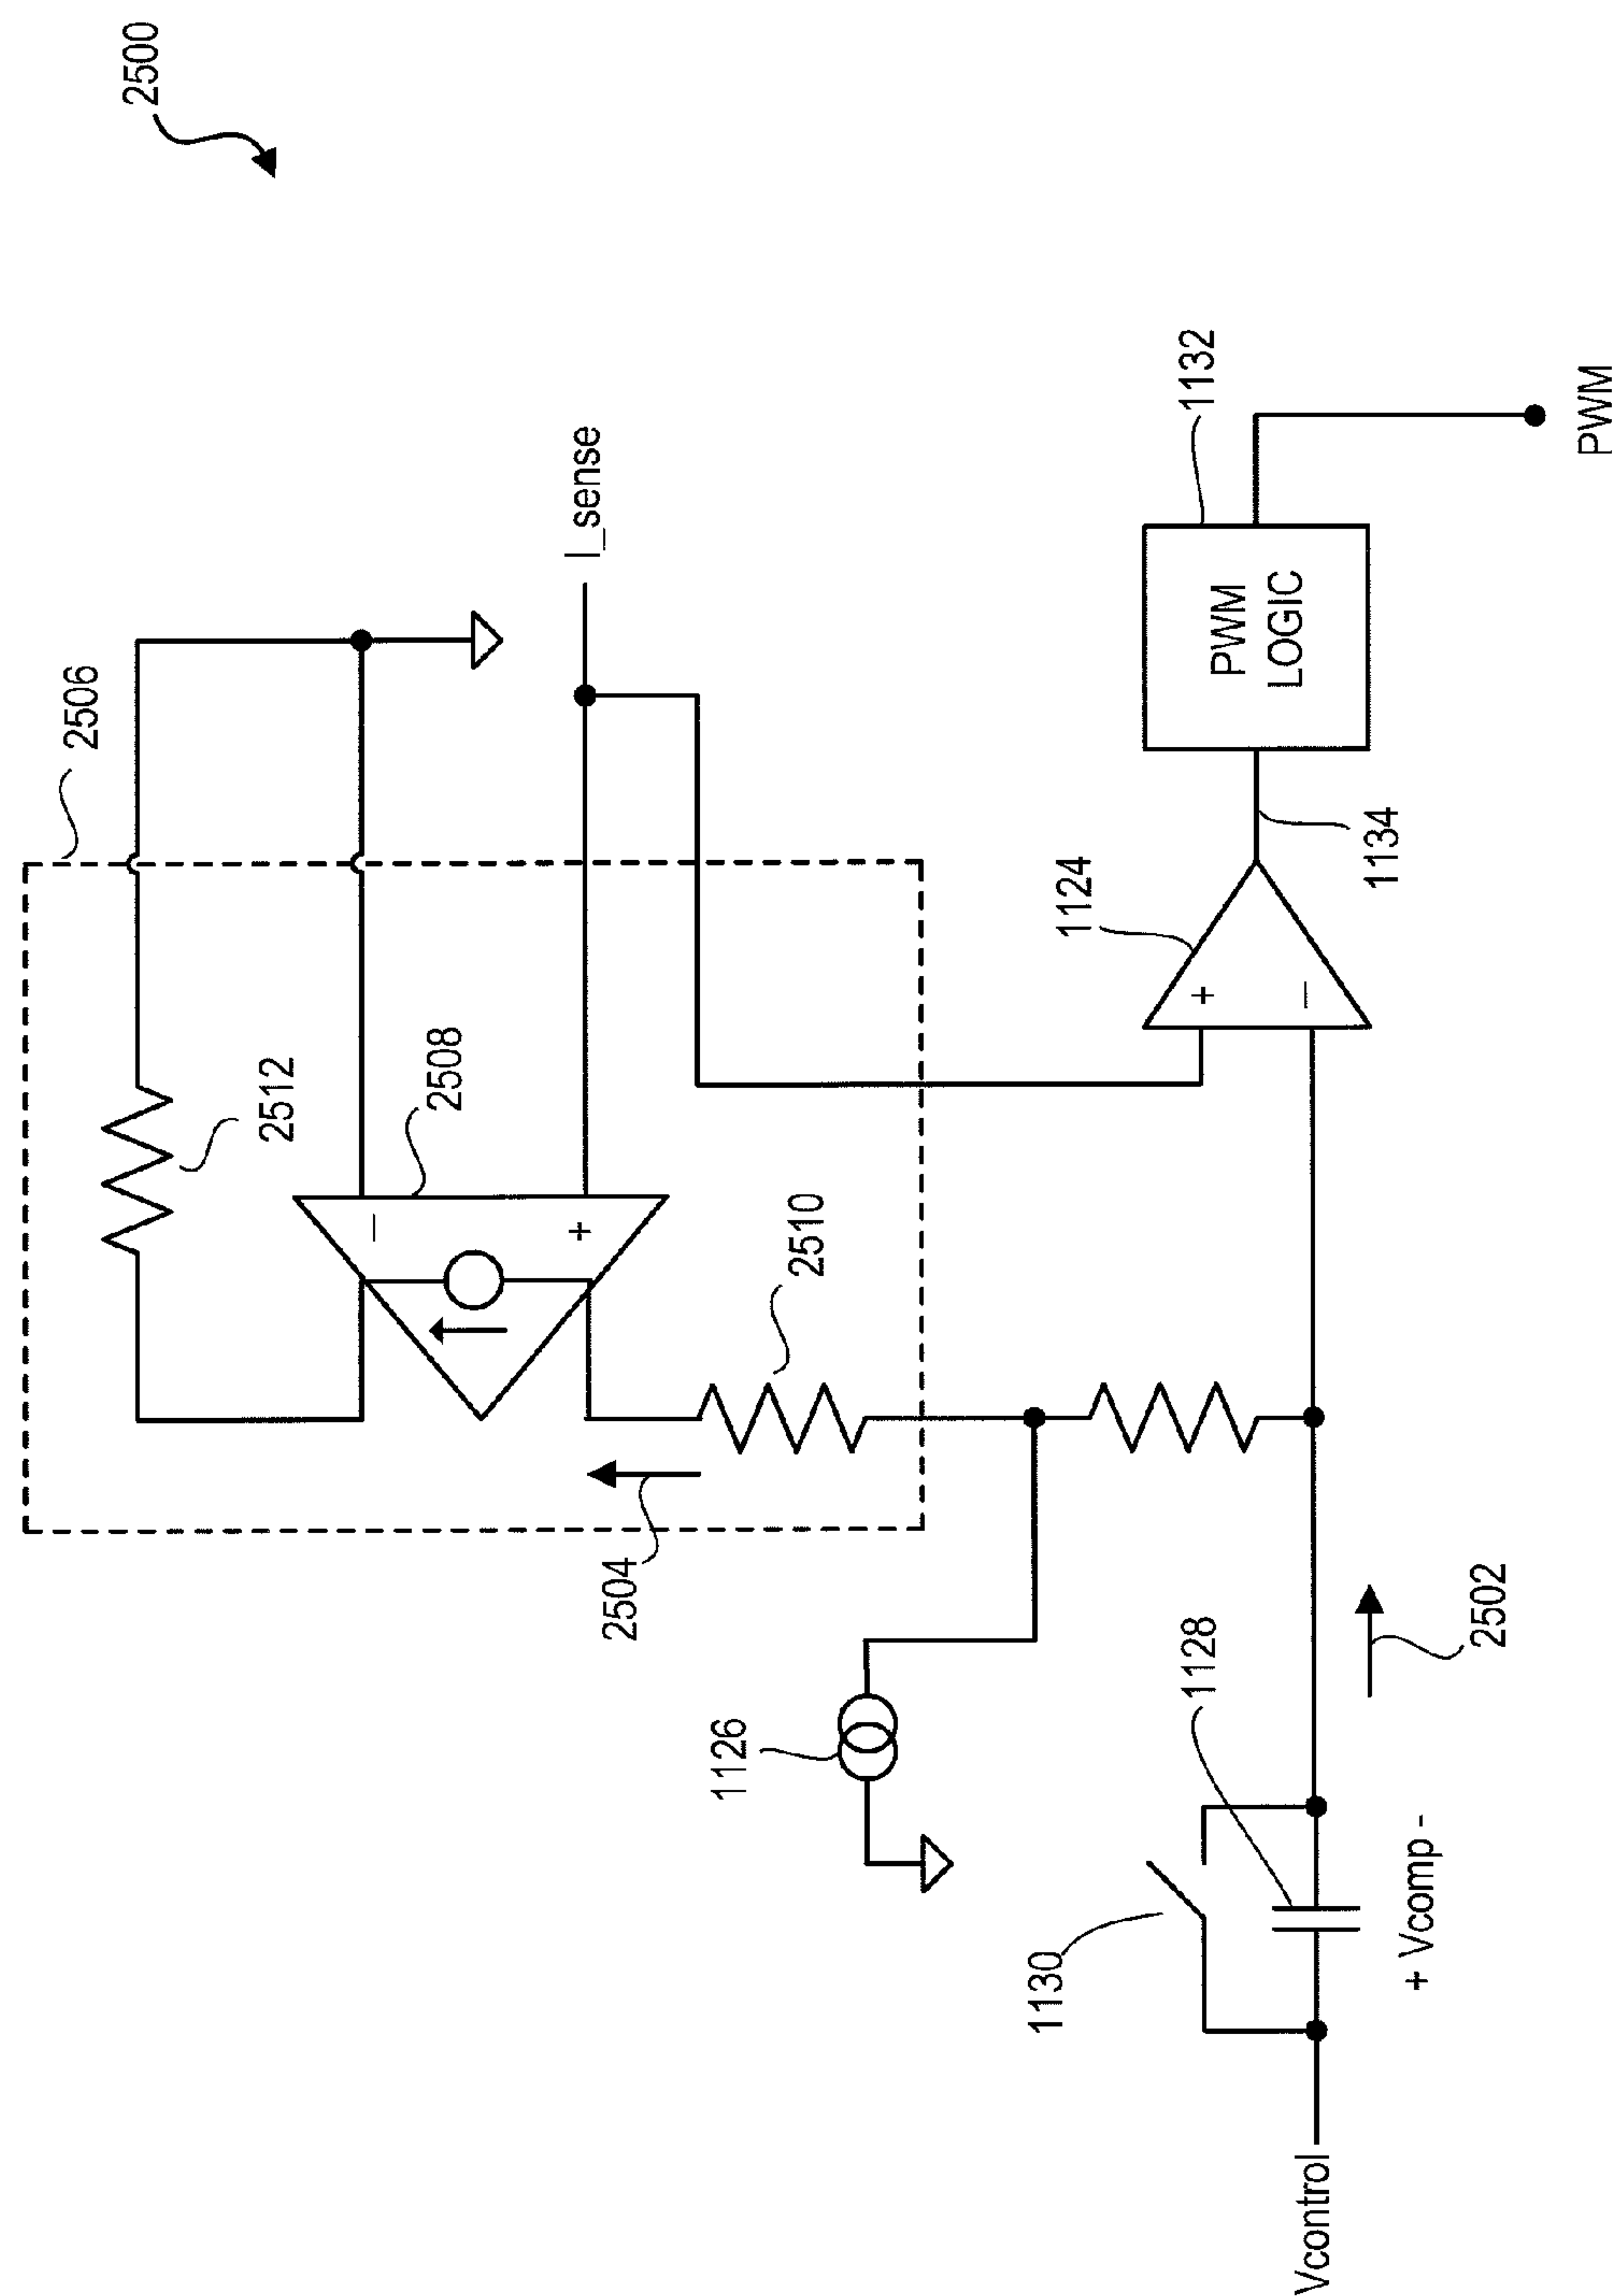 2500
2506
2512
2508
I_sense
−
+
2510
2504
1126
1124
+
−
1134
1132
PWM
LOGIC
PWM
1130
1128
2502
+ Vcomp -
Vcontrol